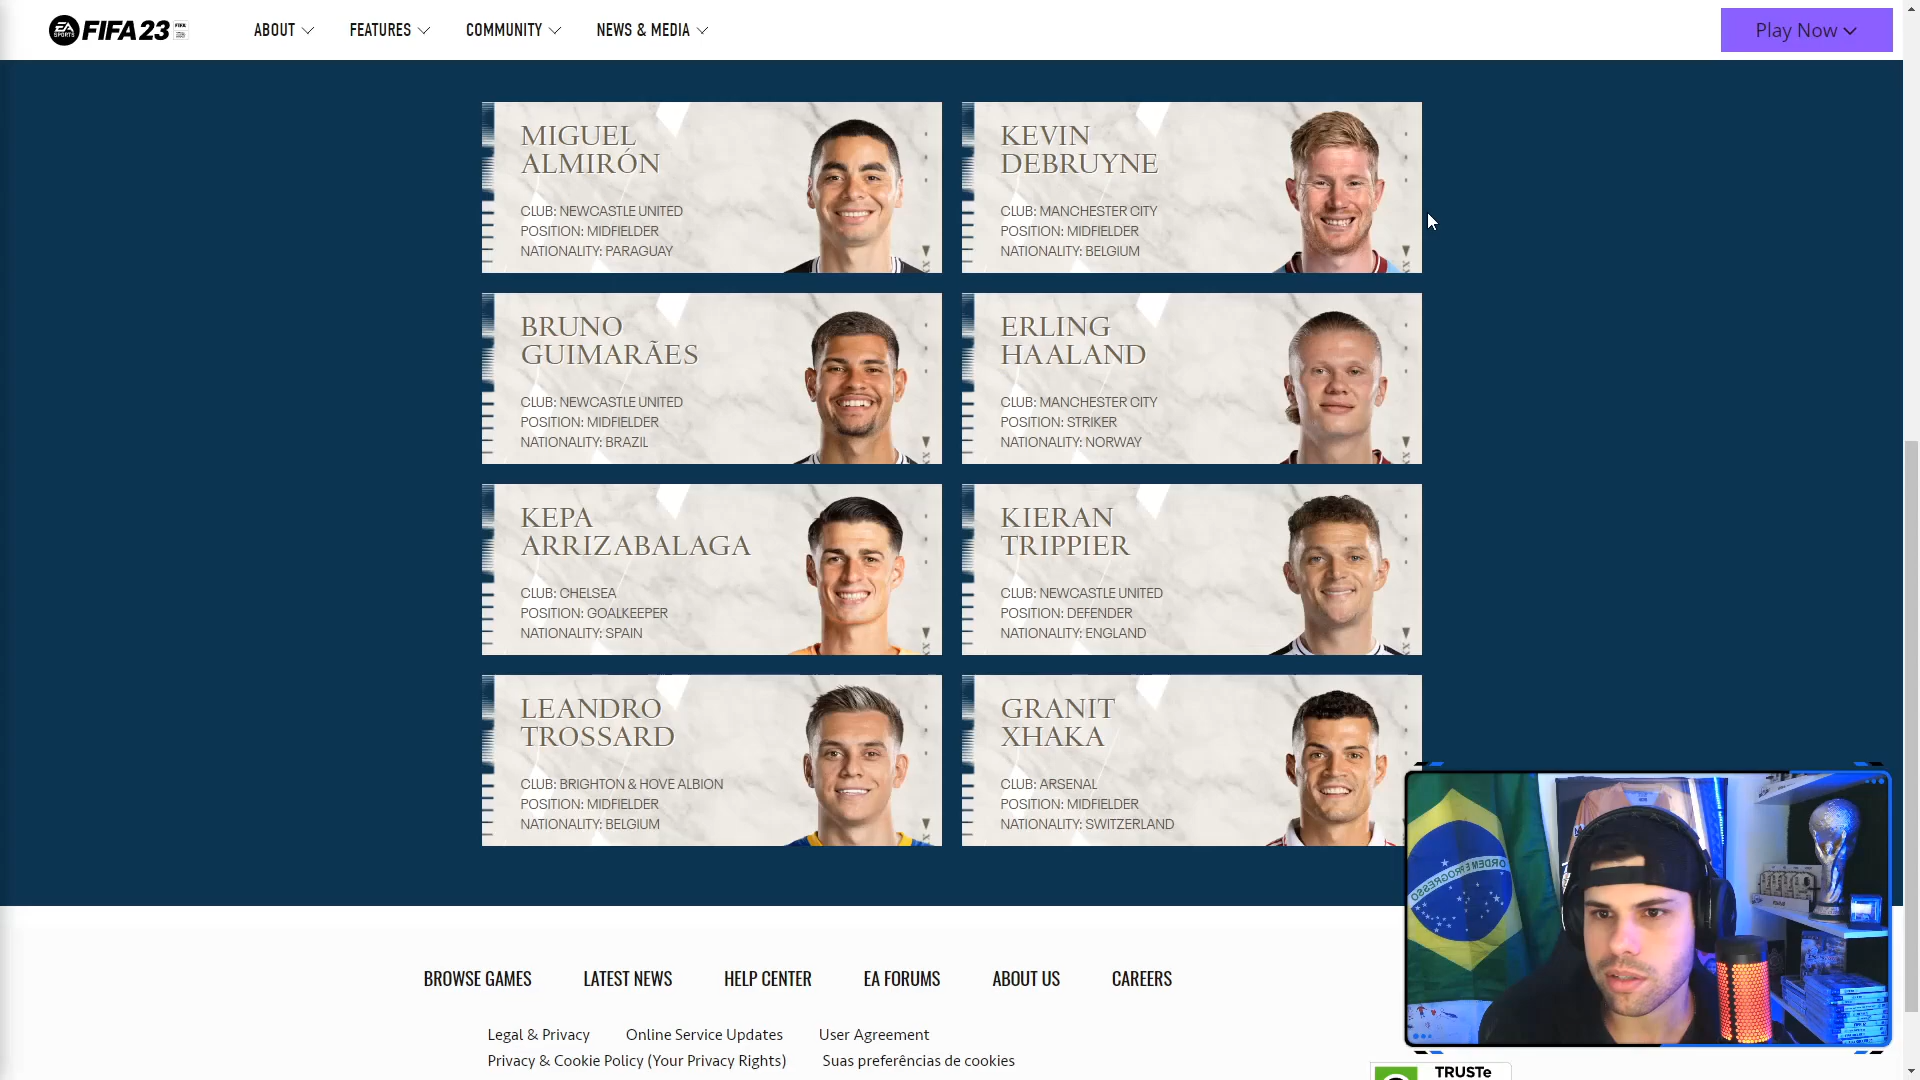 EA SPORTS FIFA 23
ABOUT
FEATURES
COMMUNITY
NEWS & MEDIA
Play Now
MIGUEL
ALMIRÓN
CLUB: NEWCASTLE UNITED
POSITION: MIDFIELDER
NATIONALITY: PARAGUAY
KEVIN
DEBRUYNE
CLUB: MANCHESTER CITY
POSITION: MIDFIELDER
NATIONALITY: BELGIUM
BRUNO
GUIMARÃES
CLUB: NEWCASTLE UNITED
POSITION: MIDFIELDER
NATIONALITY: BRAZIL
ERLING
HAALAND
CLUB: MANCHESTER CITY
POSITION: STRIKER
NATIONALITY: NORWAY
KEPA
ARRIZABALAGA
CLUB: CHELSEA
POSITION: GOALKEEPER
NATIONALITY: SPAIN
KIERAN
TRIPPIER
CLUB: NEWCASTLE UNITED
POSITION: DEFENDER
NATIONALITY: ENGLAND
LEANDRO
TROSSARD
CLUB: BRIGHTON & HOVE ALBION
POSITION: MIDFIELDER
NATIONALITY: BELGIUM
GRANIT
XHAKA
CLUB: ARSENAL
POSITION: MIDFIELDER
NATIONALITY: SWITZERLAND
ORDEM E PROGRESSO
BROWSE GAMES
LATEST NEWS
HELP CENTER
EA FORUMS
ABOUT US
CAREERS
Legal & Privacy
Online Service Updates
User Agreement
Privacy & Cookie Policy (Your Privacy Rights)
Suas preferências de cookies
TRUSTe